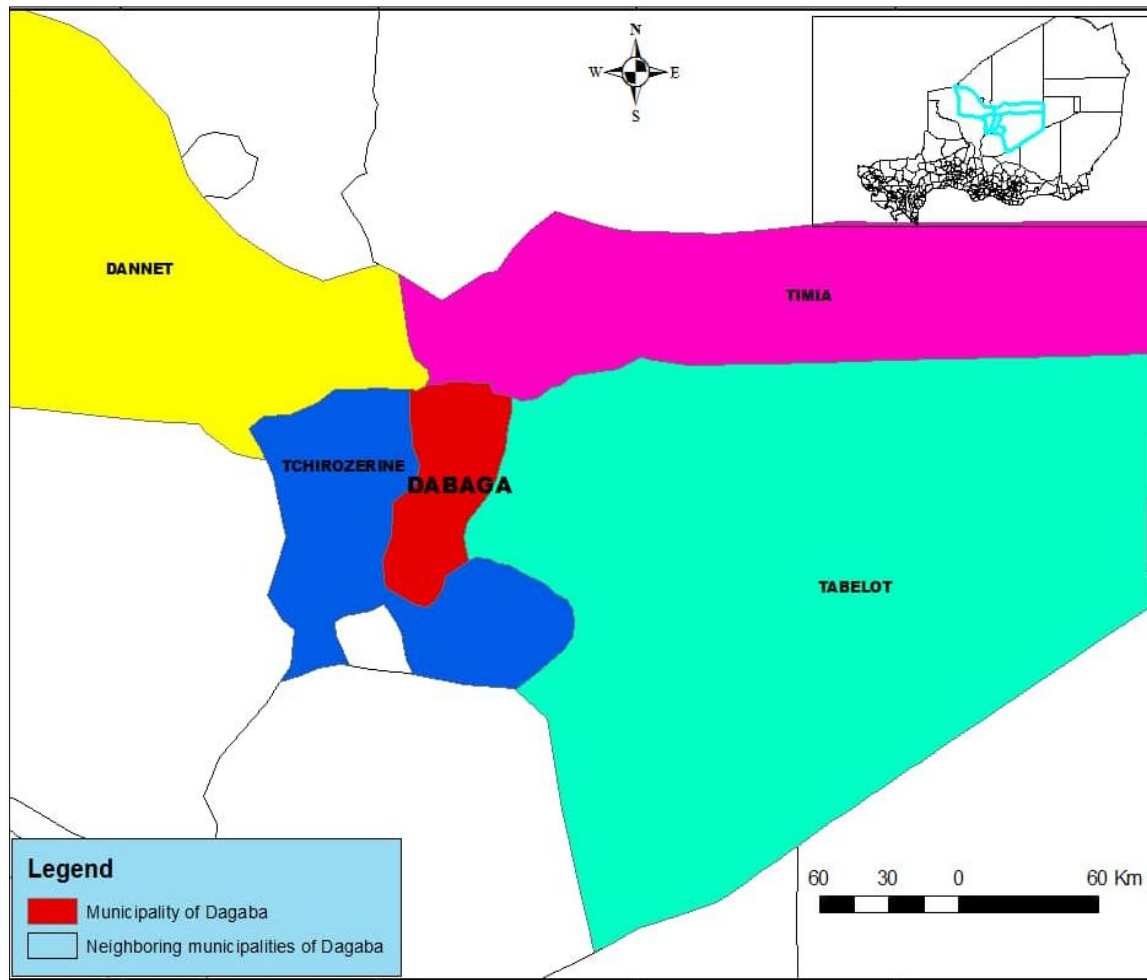 N
W E
S
DANNET
TIMIA
TCHIROZERINE
DABAGA
TABELOT
Legend
Municipality of Dagaba
Neighboring municipalities of Dagaba
60 30 0 60 Km